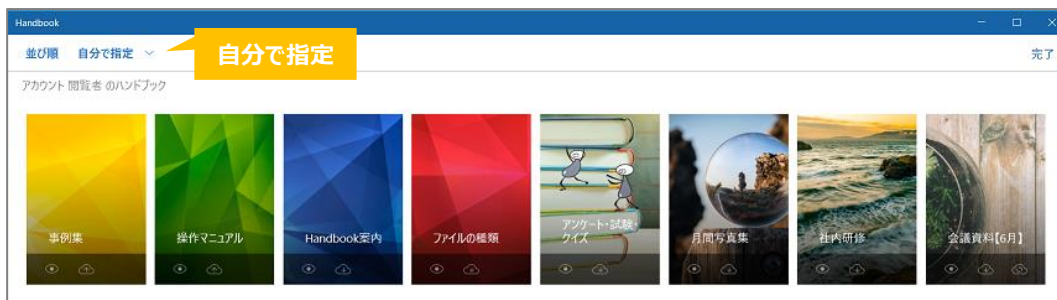 Handbook
並び順 自分で指定
自分で指定
完了
アカウント 閲覧者 のハンドブック
事例集
操作マニュアル
Handbook案内
ファイルの種類
アンケート・試験・
クイズ
月間写真集
社内研修
会議資料【6月】